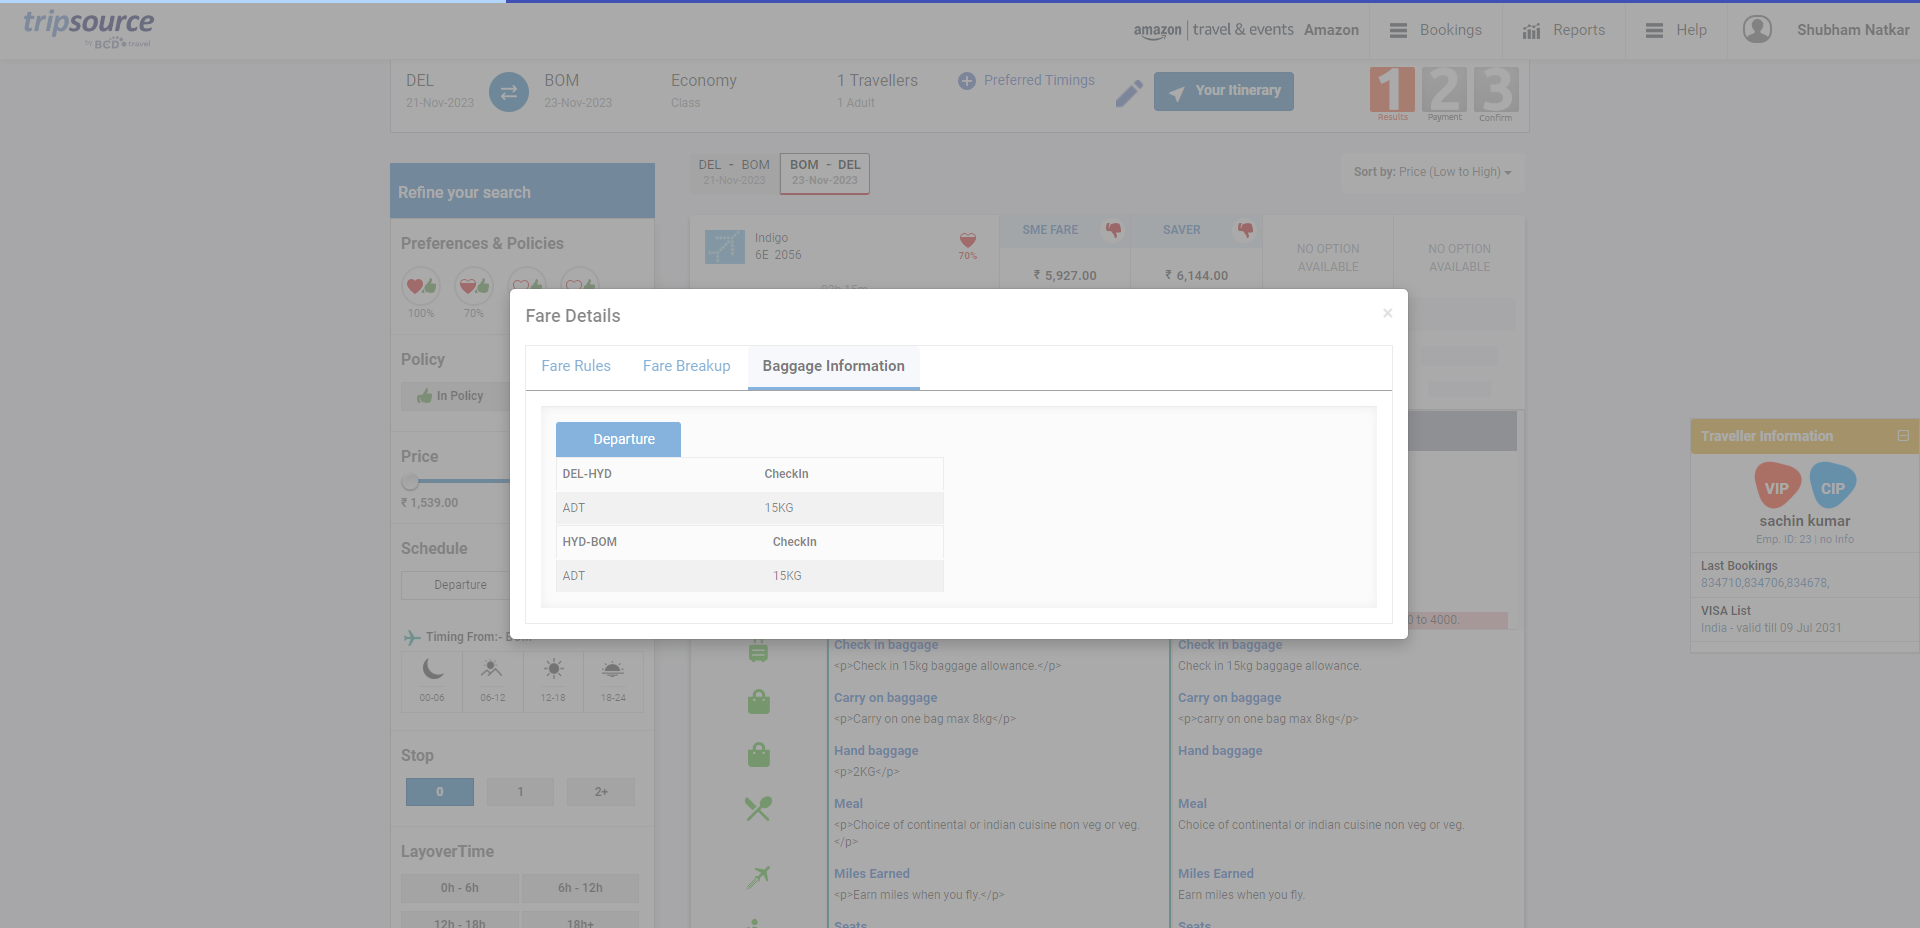 tripsource
by BCD travel
amazon | travel & events Amazon
Bookings
Reports
Help
Shubham Natkar
DEL
21-Nov-2023
BOM
23-Nov-2023
Economy
Class
1 Travellers
1 Adult
Preferred Timings
Your Itinerary
1 2 3
Results Payment Confirm
Refine your search
Preferences & Policies
100% 70%
Policy
In Policy
Price
₹ 1,539.00
Schedule
Departure
Timing From:-
00-06 06-12 12-18 18-24
Stop
0 1 2+
LayoverTime
0h - 6h 6h - 12h
12h - 18h 18h+
DEL - BOM
21-Nov-2023
BOM - DEL
23-Nov-2023
Sort by: Price (Low to High)
Indigo
6E 2056
70%
SME FARE
₹ 5,927.00
SAVER
₹ 6,144.00
NO OPTION
AVAILABLE
NO OPTION
AVAILABLE
Fare Details
×
Fare Rules
Fare Breakup
Baggage Information
Departure
DEL-HYD CheckIn
ADT 15KG
HYD-BOM CheckIn
ADT 15KG
to 4000.
Check in baggage
<p>Check in 15kg baggage allowance.</p>
Carry on baggage
<p>Carry on one bag max 8kg</p>
Hand baggage
<p>2KG</p>
Meal
<p>Choice of continental or indian cuisine non veg or veg.
</p>
Miles Earned
<p>Earn miles when you fly.</p>
Seats
Check in baggage
Check in 15kg baggage allowance.
Carry on baggage
<p>carry on one bag max 8kg</p>
Hand baggage
Meal
Choice of continental or indian cuisine non veg or veg.
Miles Earned
Earn miles when you fly.
Seats
Traveller Information
VIP CIP
sachin kumar
Emp. ID: 23 | no info
Last Bookings
834710,834706,834678,
VISA List
India - valid till 09 Jul 2031